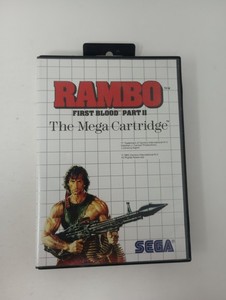 RAMBO
FIRST BLOOD PART II
The Mega Cartridge
SEGA